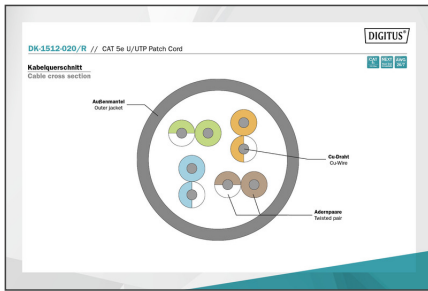 DIGITUS®
DK-1512-020/R // CAT 5e U/UTP Patch Cord
Kabelquerschnitt
Cable cross section
Außenmantel
Outer jacket
Cu-Draht
Cu-Wire
Adernpaare
Twisted pair